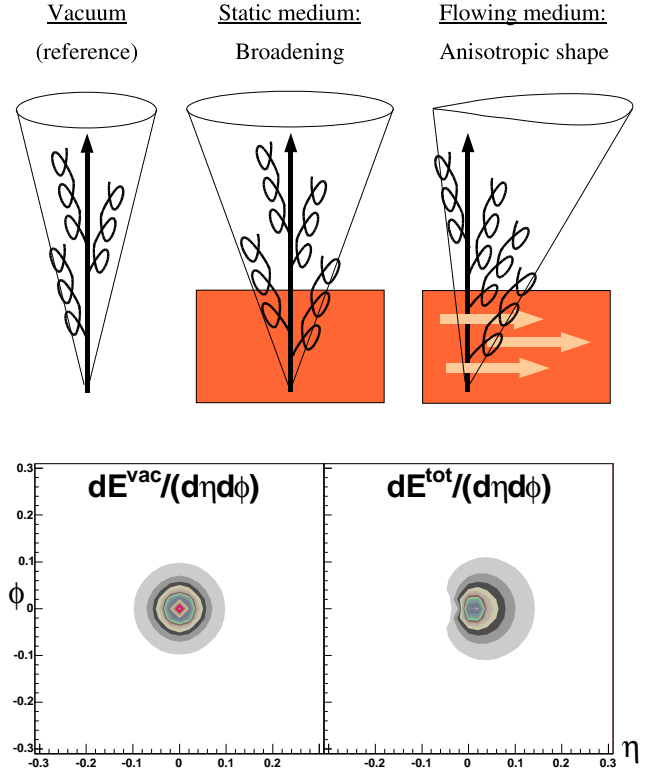 Vacuum
(reference)
Static medium:
Broadening
Flowing medium:
Anisotropic shape
dE^vac/(dηdϕ)
dE^tot/(dηdϕ)
0.3
0.2
0.1
ϕ 0
-0.1
-0.2
-0.3
-0.3 -0.2 -0.1 0 0.1 0.2
-0.3 -0.2 -0.1 0 0.1 0.2 0.3
η